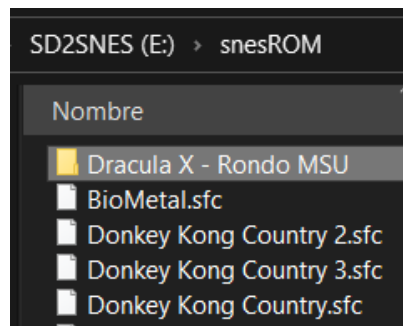 SD2SNES (E:) › snesROM
Nombre
Dracula X - Rondo MSU
BioMetal.sfc
Donkey Kong Country 2.sfc
Donkey Kong Country 3.sfc
Donkey Kong Country.sfc